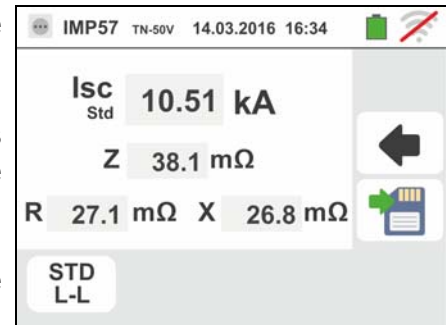 IMP57 TN-50V 14.03.2016 16:34
Isc Std 10.51 kA
Z 38.1 mΩ
R 27.1 mΩ X 26.8 mΩ
STD
L-L